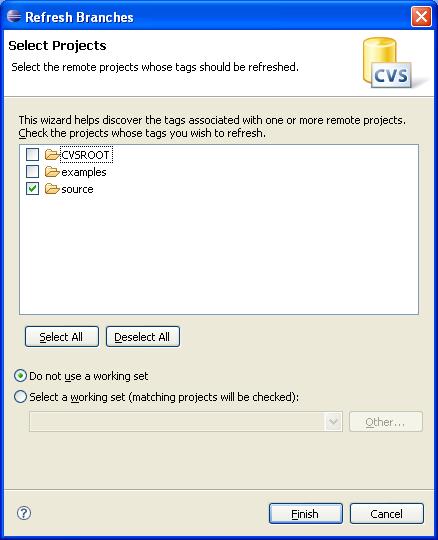 Refresh Branches
Select Projects
Select the remote projects whose tags should be refreshed.
CVS
This wizard helps discover the tags associated with one or more remote projects.
Check the projects whose tags you wish to refresh.
CVSROOT
examples
source
Select All Deselect All
Do not use a working set
Select a working set (matching projects will be checked):
Other...
? Finish Cancel